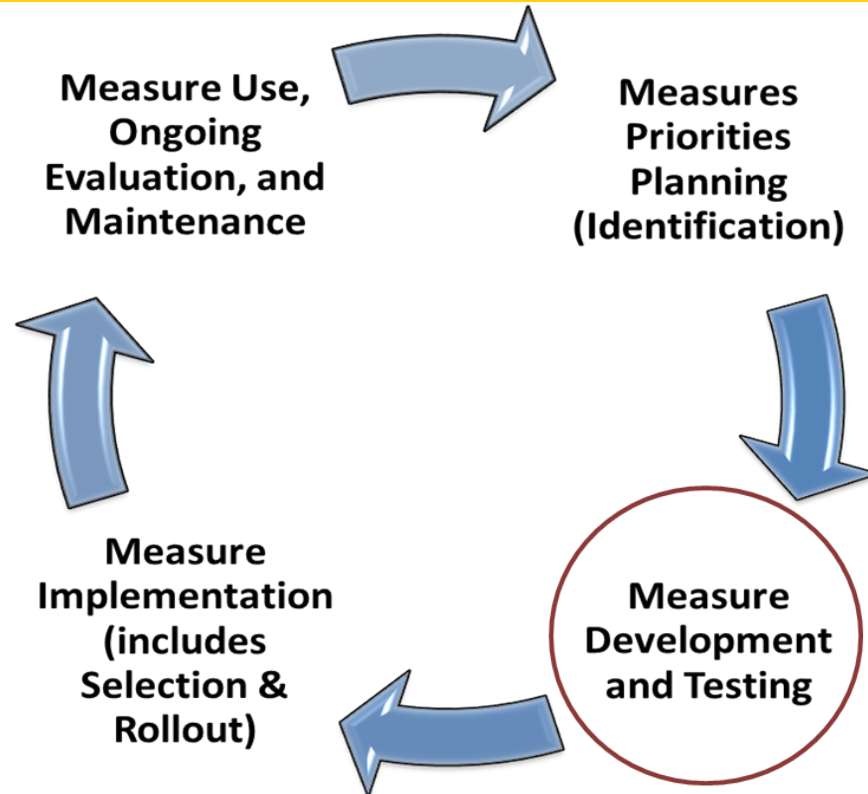 Measure Use,
Ongoing
Evaluation, and
Maintenance
Measures
Priorities
Planning
(Identification)
Measure
Development
and Testing
Measure
Implementation
(includes
Selection &
Rollout)